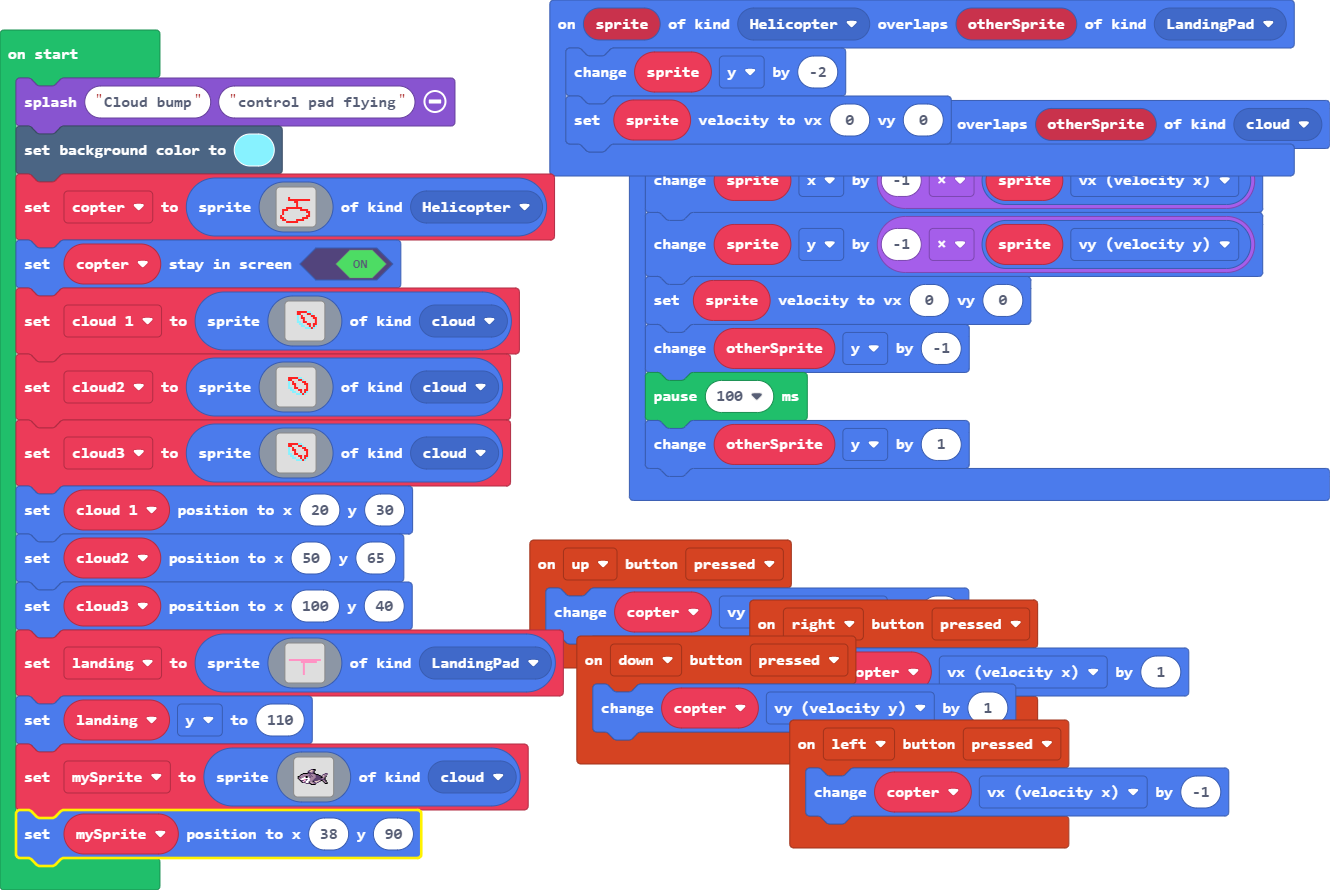 on start
splash "Cloud bump" "control pad flying"
set background color to
set copter to sprite of kind Helicopter
set copter stay in screen ON
set cloud 1 to sprite of kind cloud
set cloud2 to sprite of kind cloud
set cloud3 to sprite of kind cloud
set cloud 1 position to x 20 y 30
set cloud2 position to x 50 y 65
set cloud3 position to x 100 y 40
set landing to sprite of kind LandingPad
set landing y to 110
set mySprite to sprite of kind cloud
set mySprite position to x 38 y 90
on sprite of kind Helicopter overlaps otherSprite of kind LandingPad
change sprite y by -2
set sprite velocity to vx 0 vy 0
overlaps otherSprite of kind cloud
change sprite x by -1 × sprite vx (velocity x)
change sprite y by -1 × sprite vy (velocity y)
set sprite velocity to vx 0 vy 0
change otherSprite y by -1
pause 100 ms
change otherSprite y by 1
on up button pressed
change copter vy
on right button pressed
opter vx (velocity x) by 1
on down button pressed
change copter vy (velocity y) by 1
on left button pressed
change copter vx (velocity x) by -1